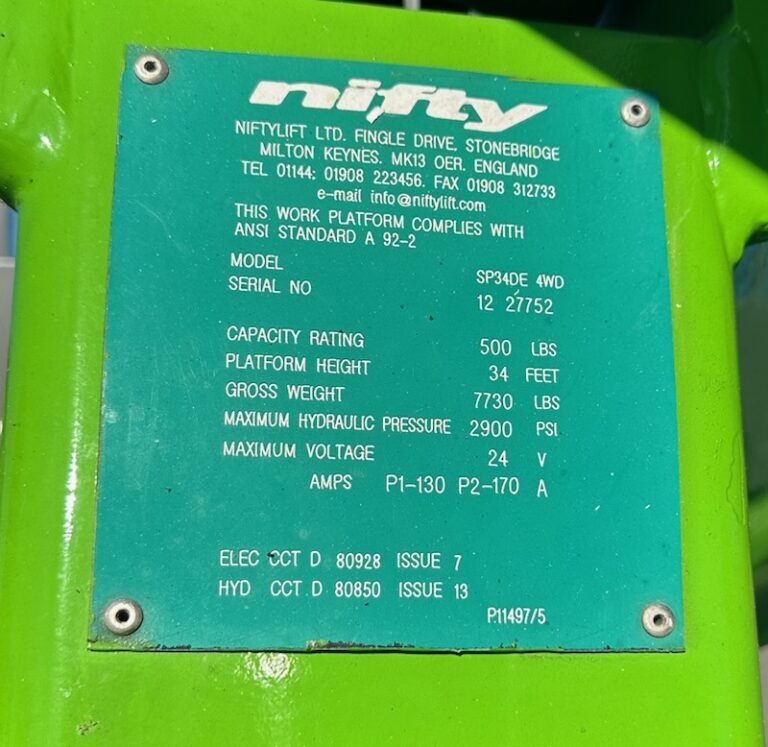 nifty
NIFTYLIFT LTD. FINGLE DRIVE, STONEBRIDGE
MILTON KEYNES. MK13 OER. ENGLAND
TEL 01144: 01908 223456. FAX 01908 312733
e-mail info@niftylift.com
THIS WORK PLATFORM COMPLIES WITH
ANSI STANDARD A 92-2
MODEL SP34DE 4WD
SERIAL NO 12 27752
CAPACITY RATING 500 LBS
PLATFORM HEIGHT 34 FEET
GROSS WEIGHT 7730 LBS
MAXIMUM HYDRAULIC PRESSURE 2900 PSI
MAXIMUM VOLTAGE 24 V
AMPS P1-130 P2-170 A
ELEC CCT D 80928 ISSUE 7
HYD CCT D 80850 ISSUE 13
P11497/5